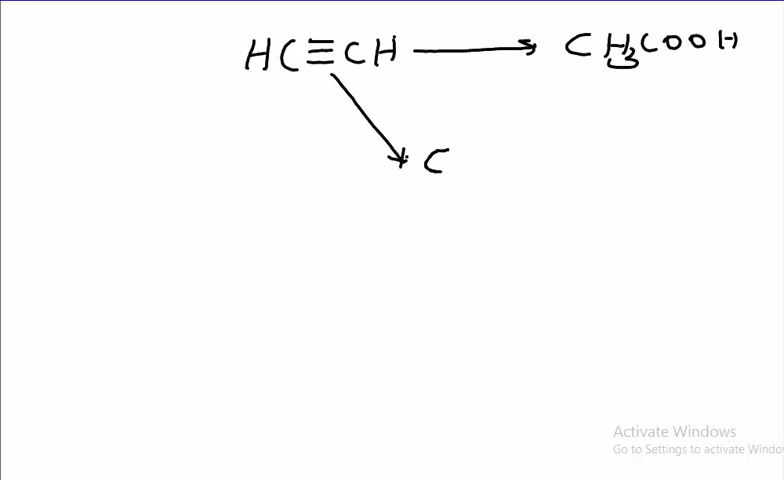 HC≡CH → CH3COOH
C
Activate Windows
Go to Settings to activate Windo